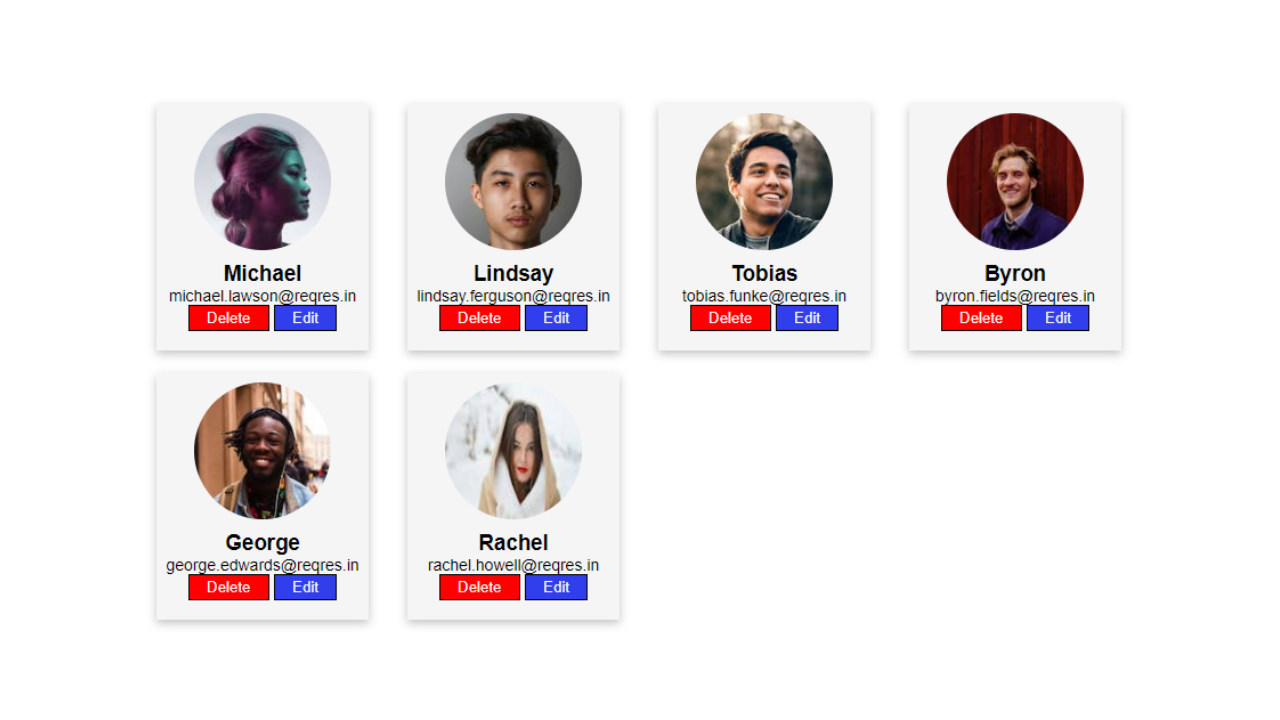 Michael
michael.lawson@reqres.in
Delete Edit
Lindsay
lindsay.ferguson@reqres.in
Delete Edit
Tobias
tobias.funke@reqres.in
Delete Edit
Byron
byron.fields@reqres.in
Delete Edit
George
george.edwards@reqres.in
Delete Edit
Rachel
rachel.howell@reqres.in
Delete Edit